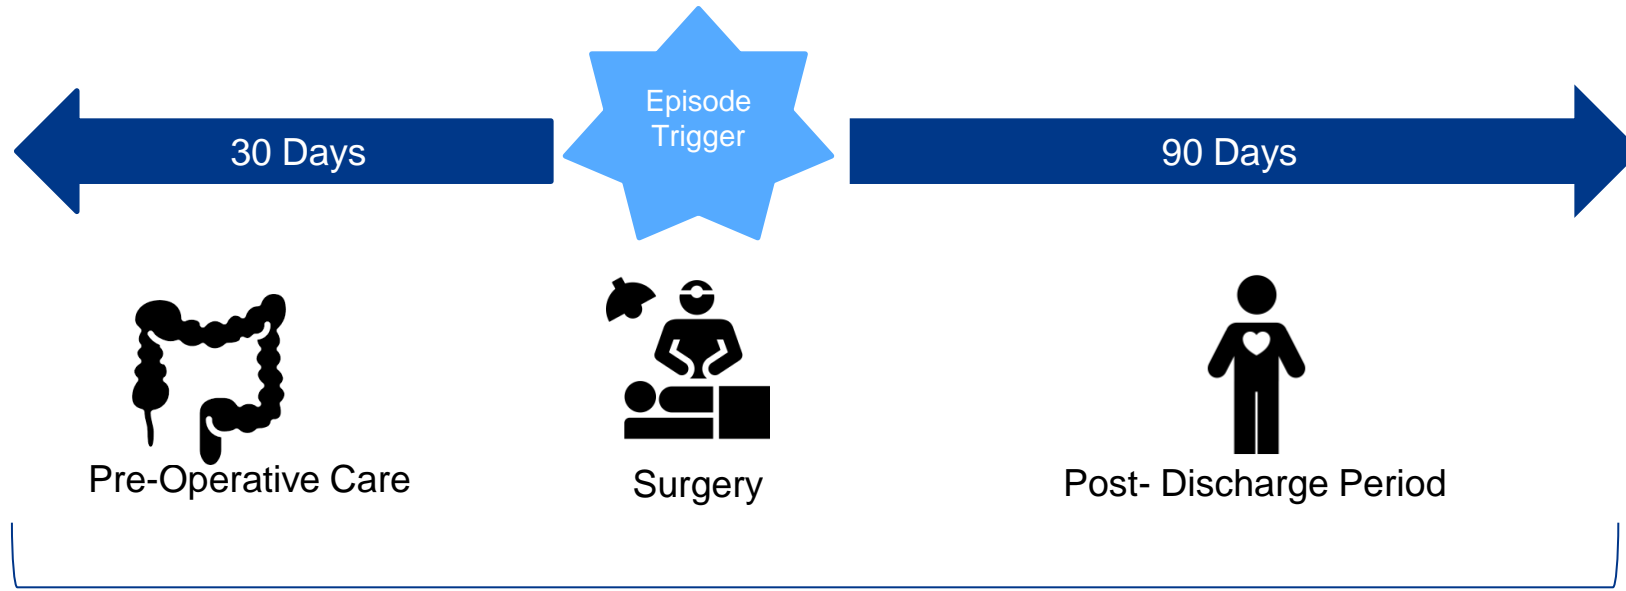 30 Days
Episode
Trigger
90 Days
Pre-Operative Care
Surgery
Post- Discharge Period